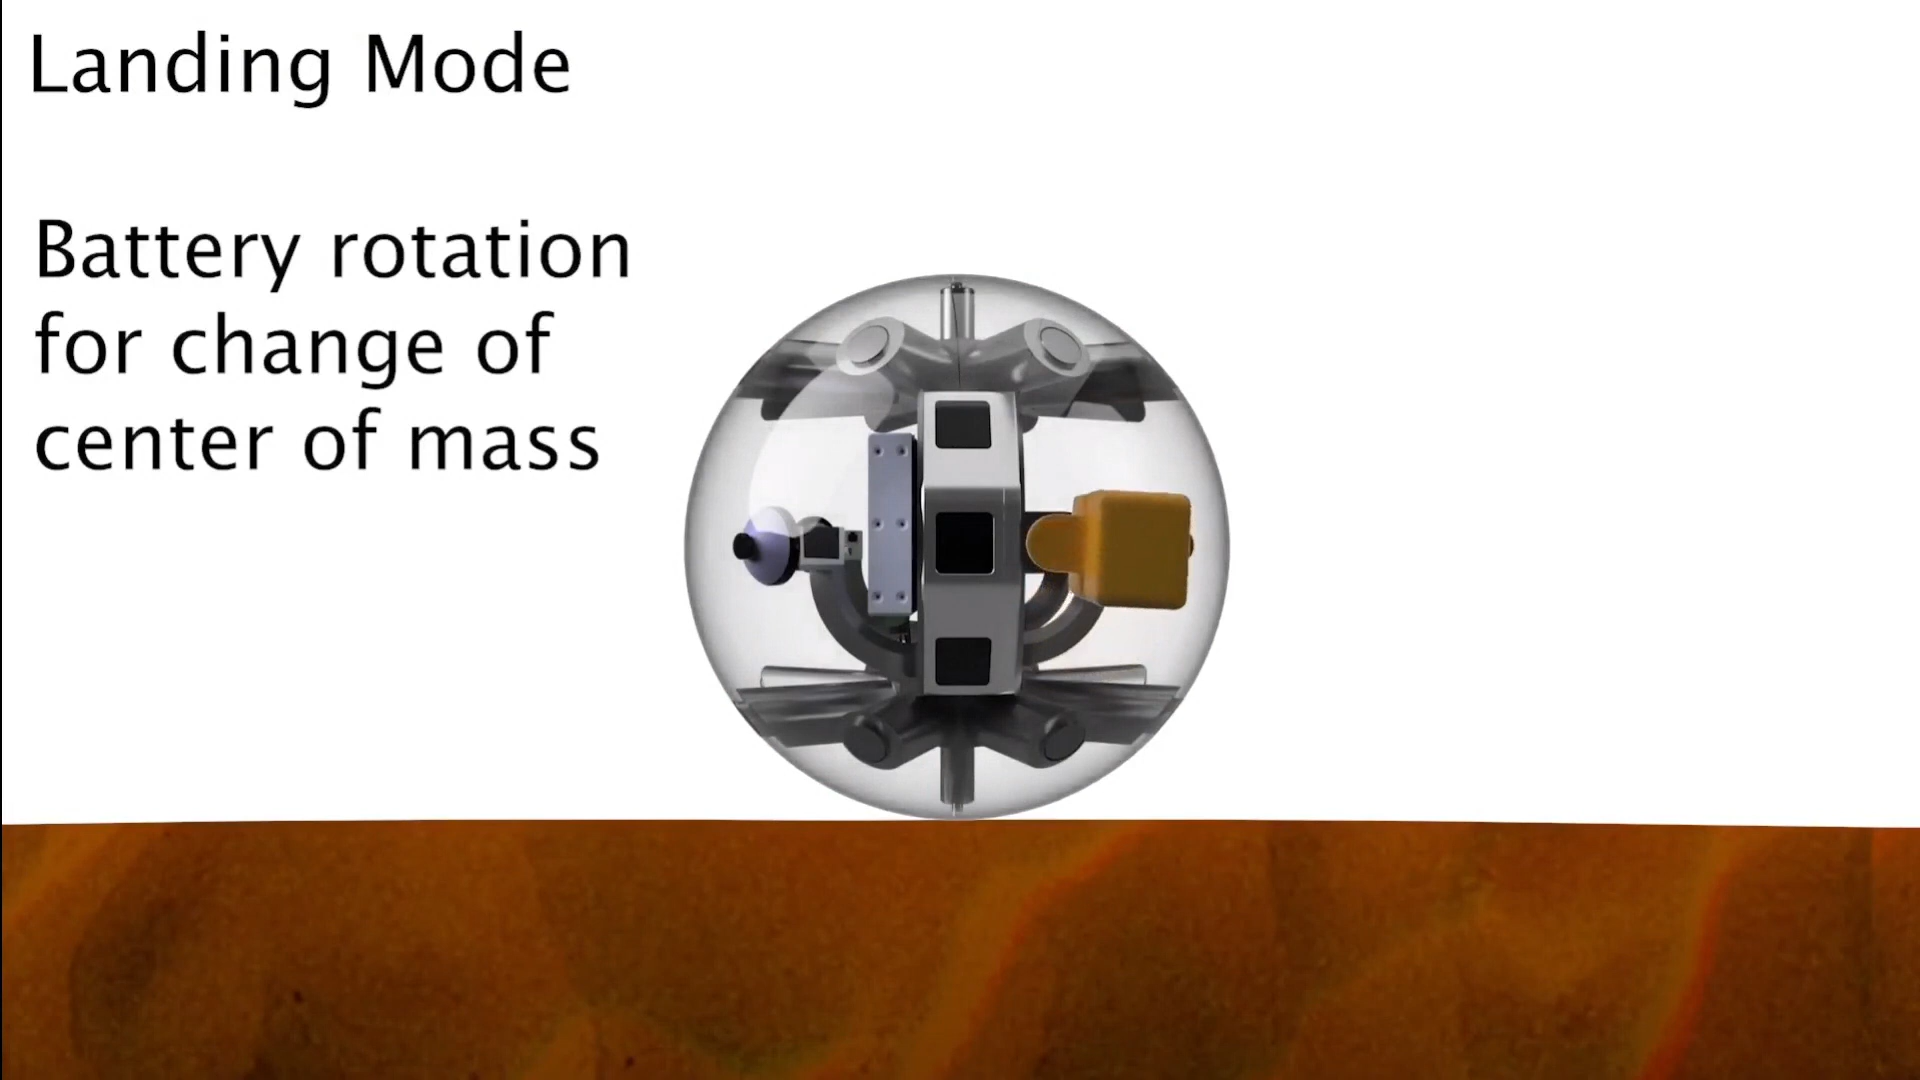 Landing Mode
Battery rotation
for change of
center of mass